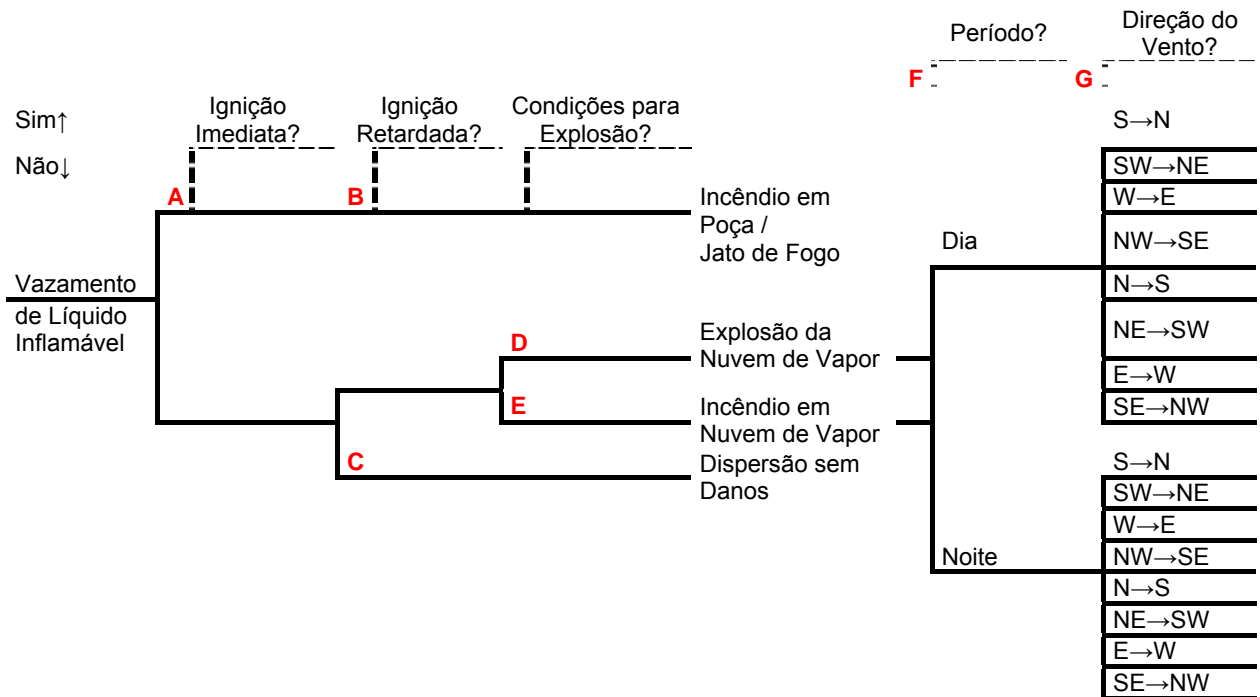 Período?
Direção do
Vento?
F
G
Sim↑
Não↓
Ignição
Imediata?
Ignição
Retardada?
Condições para
Explosão?
A
B
Incêndio em
Poça /
Jato de Fogo
Vazamento
de Líquido
Inflamável
D
Explosão da
Nuvem de Vapor
E
Incêndio em
Nuvem de Vapor
C
Dispersão sem
Danos
Dia
S→N
SW→NE
W→E
NW→SE
N→S
NE→SW
E→W
SE→NW
Noite
S→N
SW→NE
W→E
NW→SE
N→S
NE→SW
E→W
SE→NW